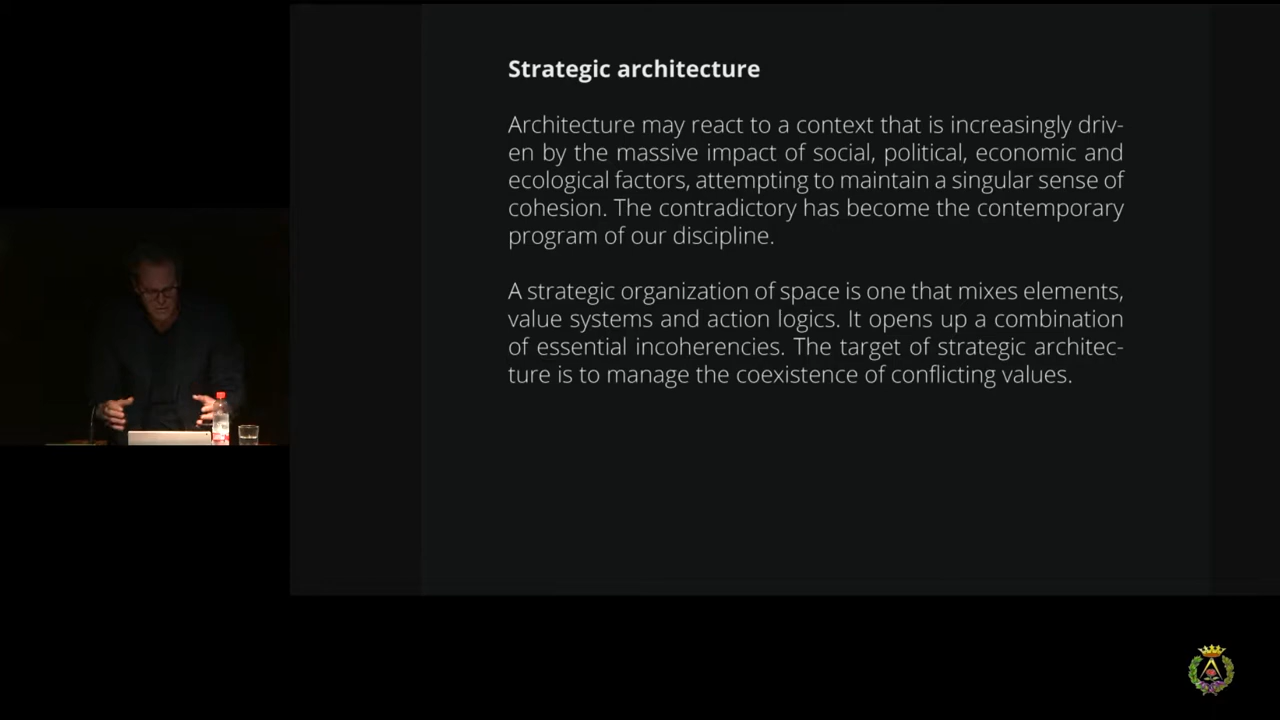 Strategic architecture
Architecture may react to a context that is increasingly driv-
en by the massive impact of social, political, economic and
ecological factors, attempting to maintain a singular sense of
cohesion. The contradictory has become the contemporary
program of our discipline.
A strategic organization of space is one that mixes elements,
value systems and action logics. It opens up a combination
of essential incoherencies. The target of strategic architec-
ture is to manage the coexistence of conflicting values.